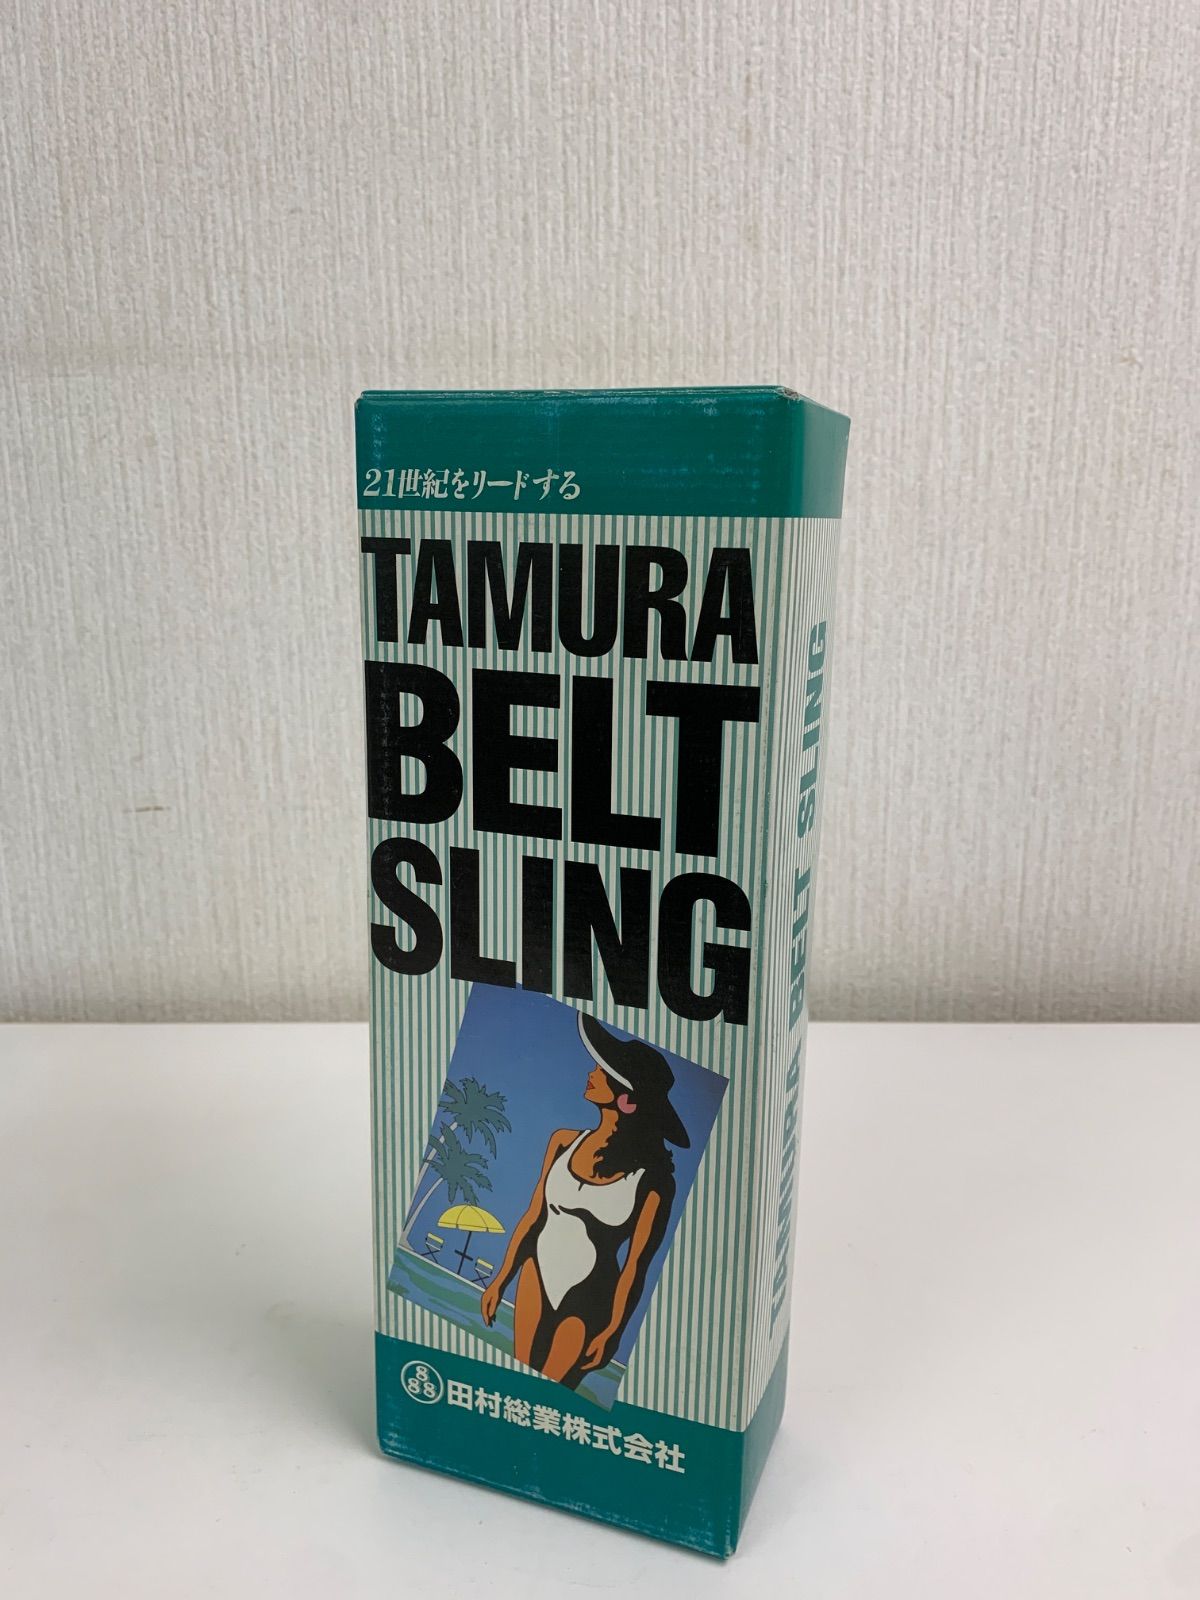 21世紀をリードする
TAMURA
BELT
SLING
888
田村総業株式会社
TAMURA BELT SLING